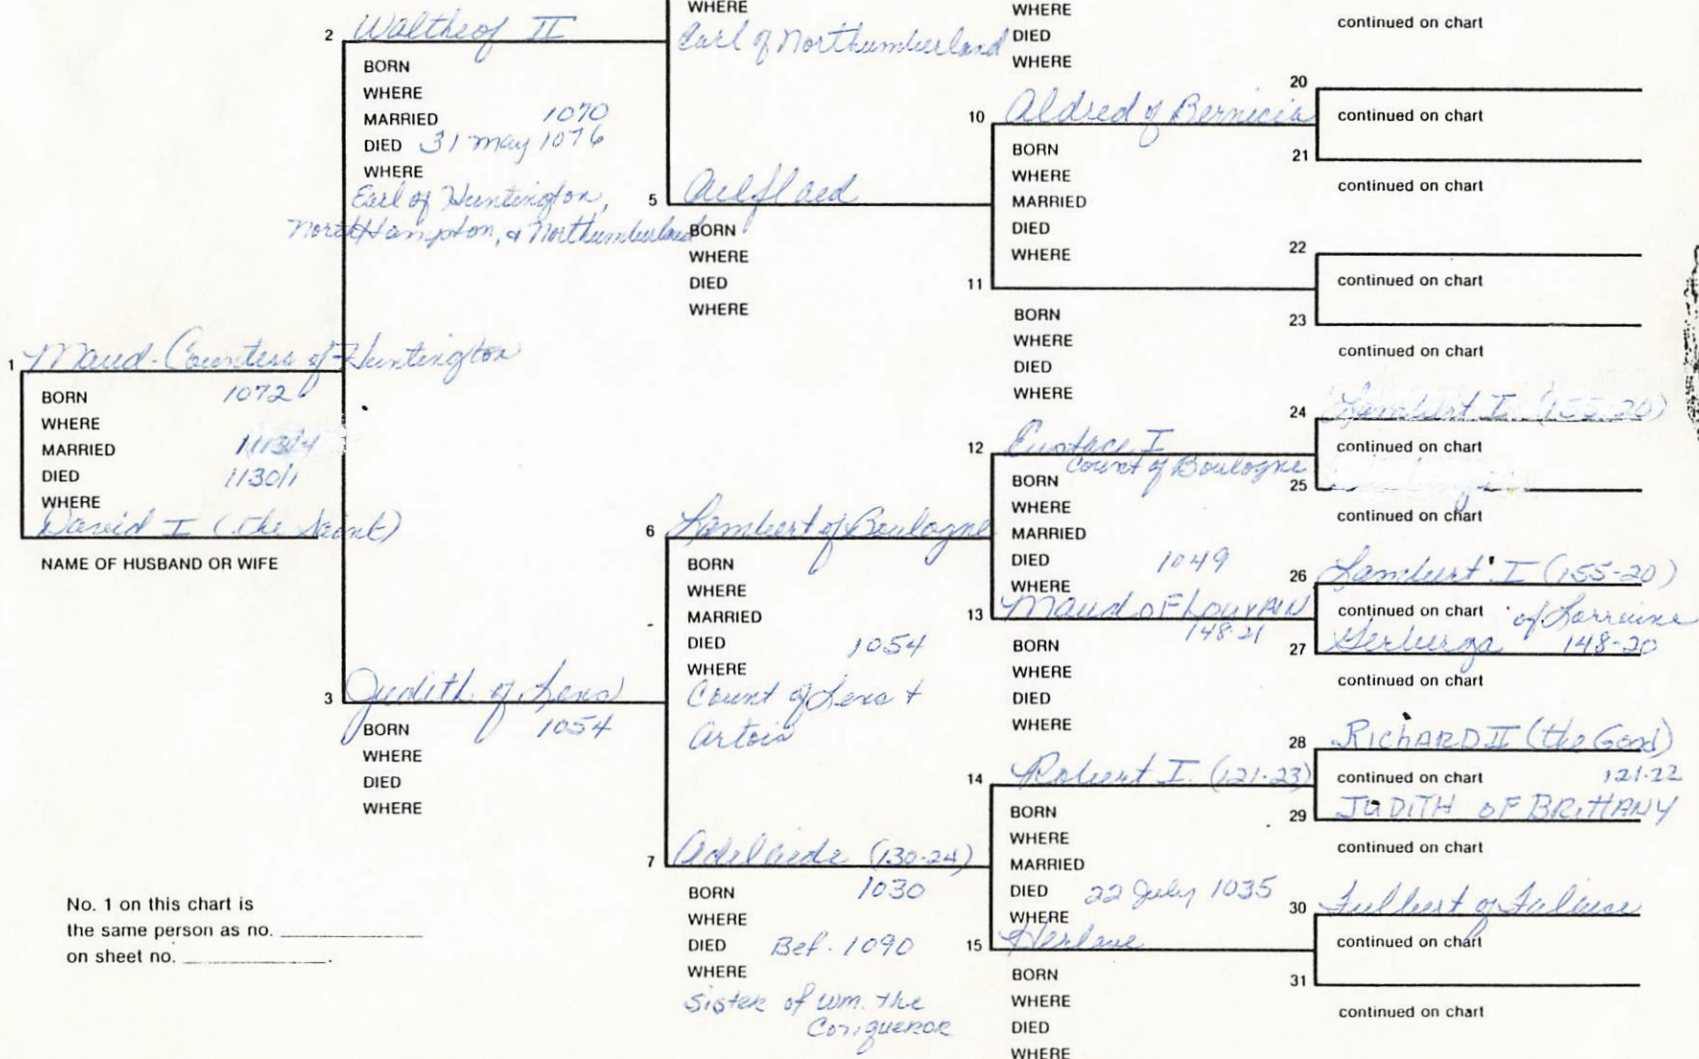 2 Waltheof II
BORN
WHERE
MARRIED 1070
DIED 31 May 1076
WHERE
Earl of Huntington,
NorthHampton, & Northumberland
WHERE
Earl of Northumberland
WHERE
DIED
WHERE
continued on chart
20
10 Aldred of Bernicia
continued on chart
21
BORN
WHERE
MARRIED
DIED
WHERE
continued on chart
5 Aelflaed
BORN
WHERE
DIED
WHERE
22
continued on chart
11
23
BORN
WHERE
DIED
WHERE
continued on chart
1 Maud-Countess of Huntington
BORN 1072
WHERE
MARRIED 1113/4
DIED 1130/1
WHERE
David I (the Saint)
NAME OF HUSBAND OR WIFE
24 Lambert I (155-20)
continued on chart
25
continued on chart
12 Eustace I
Count of Boulogne
BORN
WHERE
MARRIED
DIED 1049
WHERE
13 Maud OF LOUVAIN
148-21
BORN
WHERE
DIED
WHERE
26 Lambert I (155-20)
continued on chart of Lorraine
27 Gerberga 148-20
continued on chart
6 Lambert of Boulogne
BORN
WHERE
MARRIED
DIED 1054
WHERE
Count of Lens +
Artois
3 Judith of Lens
BORN 1054
WHERE
DIED
WHERE
28 RICHARD II (the Good)
continued on chart 121-22
29 JUDITH OF BRITTANY
continued on chart
14 Robert I. (121-23)
BORN
WHERE
MARRIED
DIED 22 July 1035
WHERE
15 Herleve
BORN
WHERE
DIED
WHERE
7 Adelaide (130-24)
BORN 1030
WHERE
DIED Bef. 1090
WHERE
Sister of Wm. the
Conqueror
30 Fulbert of Falaise
continued on chart
31
continued on chart
No. 1 on this chart is
the same person as no.
on sheet no.